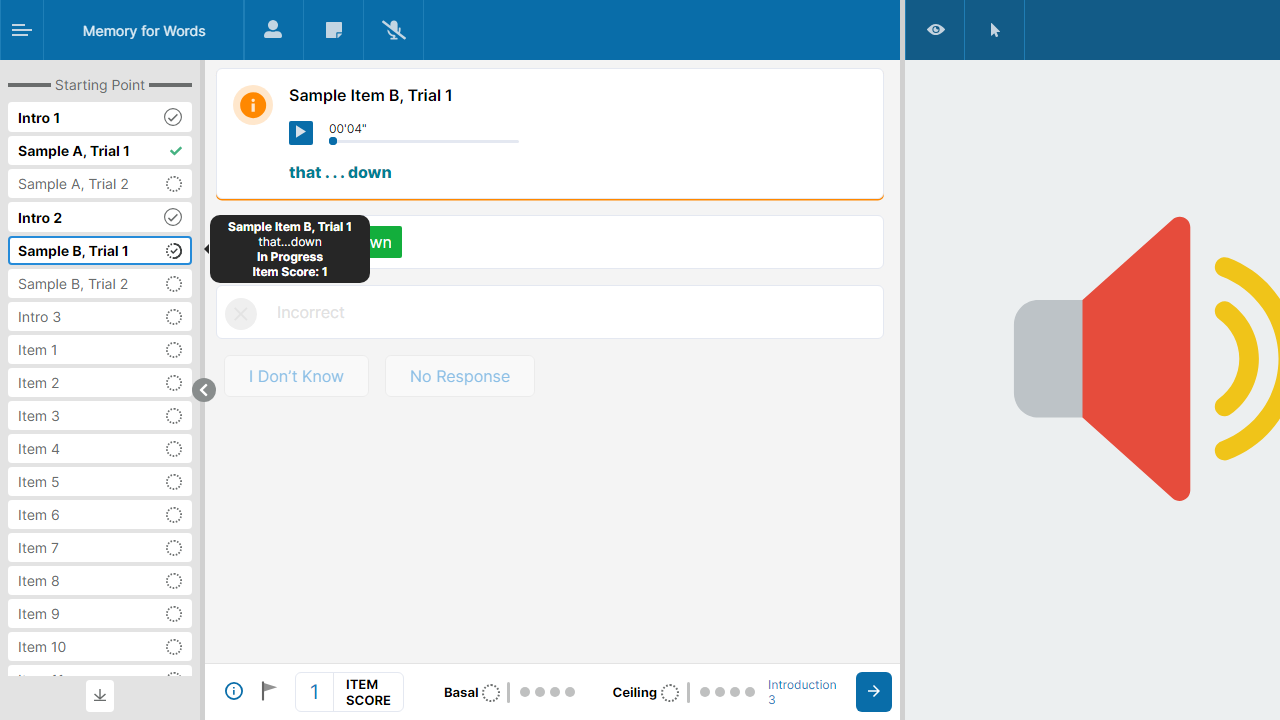 Memory for Words
Starting Point
Intro 1
Sample A, Trial 1
Sample A, Trial 2
Intro 2
Sample B, Trial 1
Sample B, Trial 2
Intro 3
Item 1
Item 2
Item 3
Item 4
Item 5
Item 6
Item 7
Item 8
Item 9
Item 10
Sample Item B, Trial 1
00'04"
that . . . down
Sample Item B, Trial 1
that...down
In Progress
Item Score: 1
wn
Incorrect
I Don't Know
No Response
1
ITEM
SCORE
Basal
Ceiling
Introduction
3